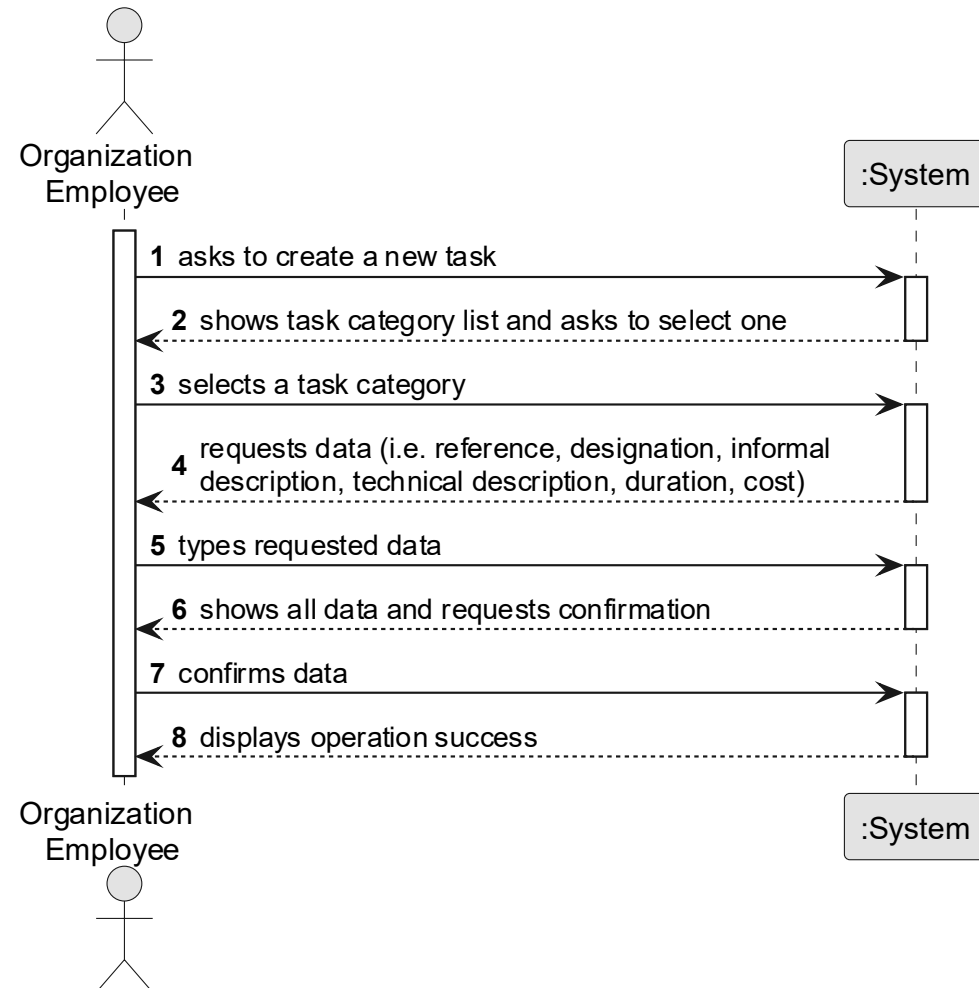 Organization
Employee
:System
1 asks to create a new task
2 shows task category list and asks to select one
3 selects a task category
4 requests data (i.e. reference, designation, informal
description, technical description, duration, cost)
5 types requested data
6 shows all data and requests confirmation
7 confirms data
8 displays operation success
Organization
Employee
:System